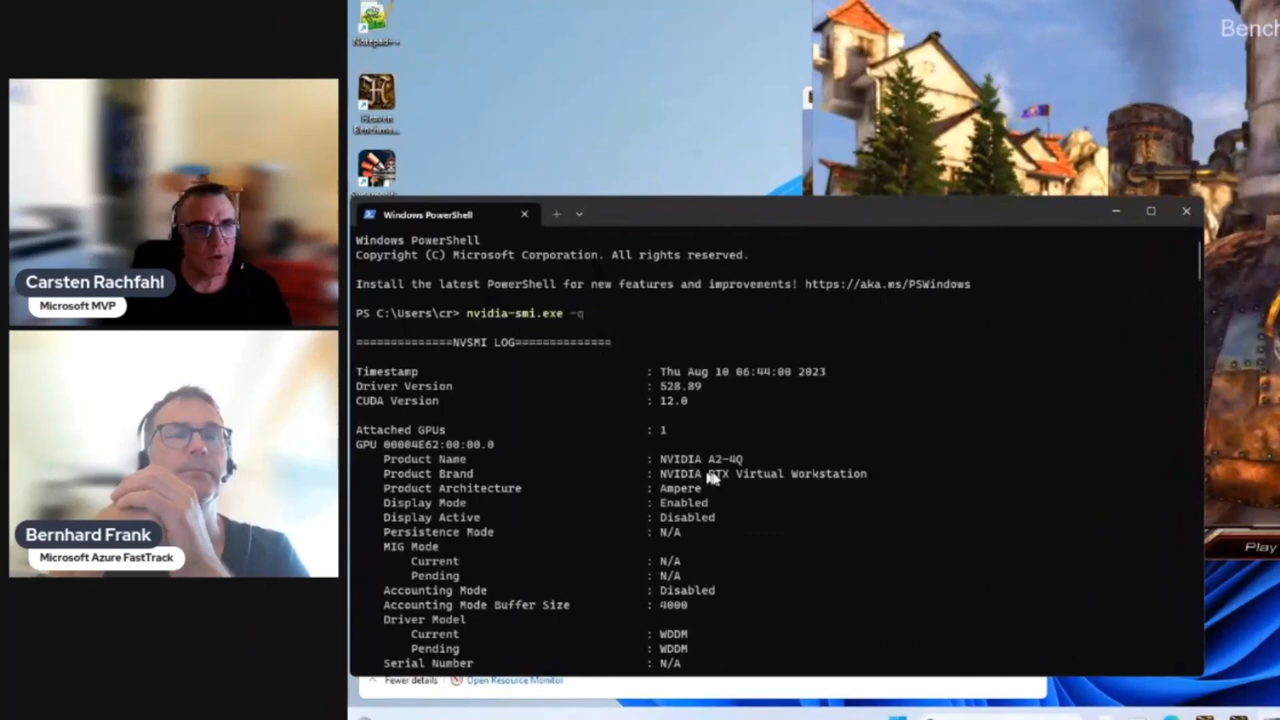 Notepad++
Heaven
Benchma...
Bench
Carsten Rachfahl
Microsoft MVP
Bernhard Frank
Microsoft Azure FastTrack
Windows PowerShell
Windows PowerShell
Copyright (C) Microsoft Corporation. All rights reserved.
Install the latest PowerShell for new features and improvements! https://aka.ms/PSWindows
PS C:\Users\cr> nvidia-smi.exe -q
==============NVSMI LOG==============
Timestamp : Thu Aug 10 06:44:00 2023
Driver Version : 528.89
CUDA Version : 12.0
Attached GPUs : 1
GPU 00004E62:00:00.0
Product Name : NVIDIA A2-4Q
Product Brand : NVIDIA RTX Virtual Workstation
Product Architecture : Ampere
Display Mode : Enabled
Display Active : Disabled
Persistence Mode : N/A
MIG Mode
Current : N/A
Pending : N/A
Accounting Mode : Disabled
Accounting Mode Buffer Size : 4000
Driver Model
Current : WDDM
Pending : WDDM
Serial Number : N/A
Fewer details
Open Resource Monitor
Play